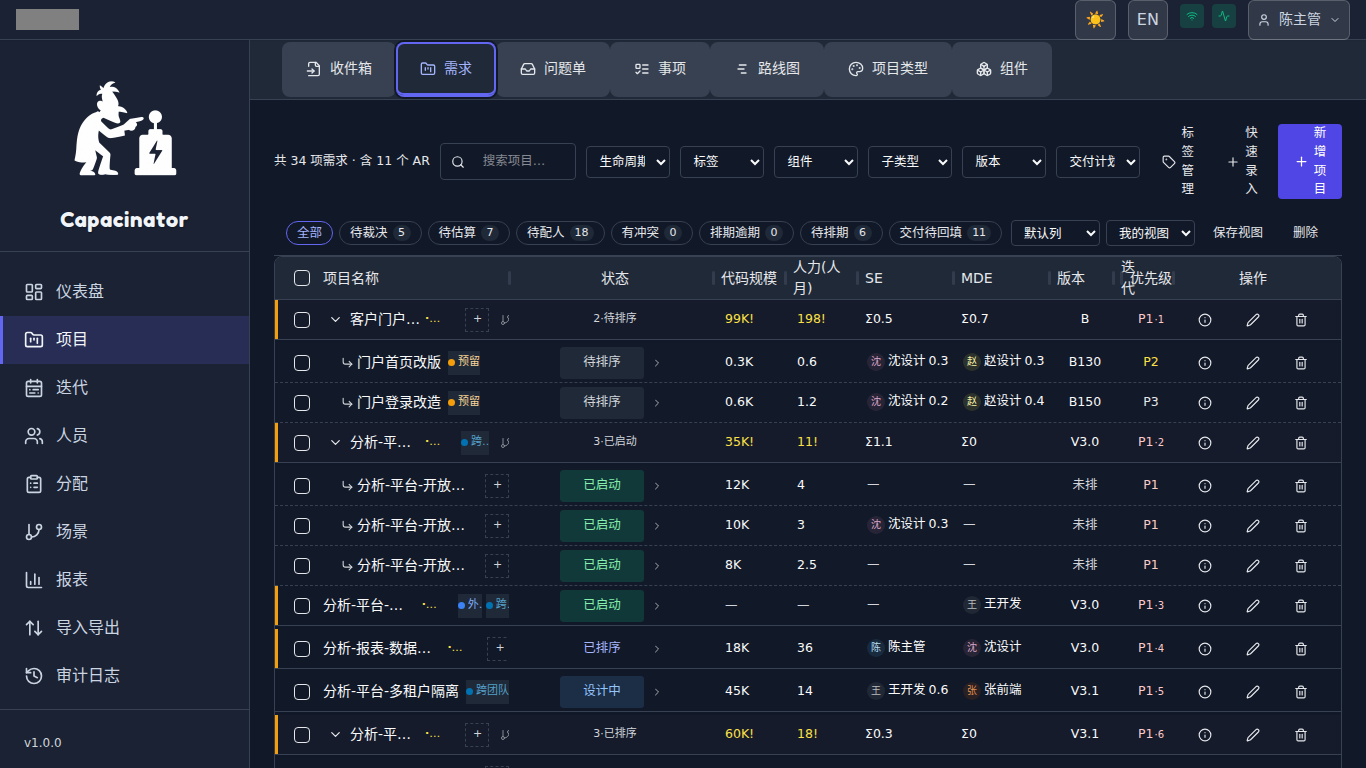 EN
陈主管
收件箱
需求
问题单
事项
路线图
项目类型
组件
Capacinator
仪表盘
项目
迭代
人员
分配
场景
报表
导入导出
审计日志
v1.0.0
共 34 项需求 · 含 11 个 AR
搜索项目...
生命周期
标签
组件
子类型
版本
交付计划
标签管理
快速录入
新增项目
全部
待裁决 5
待估算 7
待配人 18
有冲突 0
排期逾期 0
待排期 6
交付待回填 11
默认列
我的视图
保存视图
删除
项目名称 状态 代码规模 人力(人月) SE MDE 版本 迭代 优先级 操作
客户门户… ·… + 2·待排序 99K! 198! Σ0.5 Σ0.7 B P1·1
门户首页改版 预留 待排序 0.3K 0.6 沈 沈设计 0.3 赵 赵设计 0.3 B130 P2
门户登录改造 预留 待排序 0.6K 1.2 沈 沈设计 0.2 赵 赵设计 0.4 B150 P3
分析-平… ·… 跨.. 3·已启动 35K! 11! Σ1.1 Σ0 V3.0 P1·2
分析-平台-开放… + 已启动 12K 4 — — 未排 P1
分析-平台-开放… + 已启动 10K 3 沈 沈设计 0.3 — 未排 P1
分析-平台-开放… + 已启动 8K 2.5 — — 未排 P1
分析-平台-… ·… 外. 跨. 已启动 — — — 王 王开发 V3.0 P1·3
分析-报表-数据… ·… + 已排序 18K 36 陈 陈主管 沈 沈设计 V3.0 P1·4
分析-平台-多租户隔离 跨团队 设计中 45K 14 王 王开发 0.6 张 张前端 V3.1 P1·5
分析-平… ·… + 3·已排序 60K! 18! Σ0.3 Σ0 V3.1 P1·6